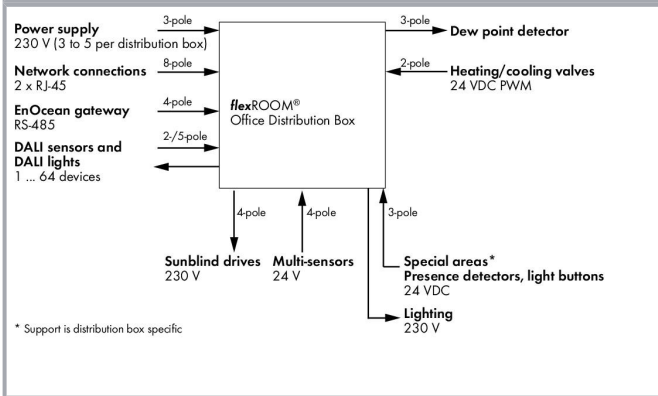 Power supply
230 V (3 to 5 per distribution box)
3-pole
Network connections
2 x RJ-45
8-pole
EnOcean gateway
RS-485
4-pole
DALI sensors and
DALI lights
1 ... 64 devices
2-/5-pole
flexROOM®
Office Distribution Box
3-pole
Dew point detector
2-pole
Heating/cooling valves
24 VDC PWM
4-pole
Sunblind drives
230 V
4-pole
Multi-sensors
24 V
3-pole
Special areas*
Presence detectors, light buttons
24 VDC
Lighting
230 V
* Support is distribution box specific